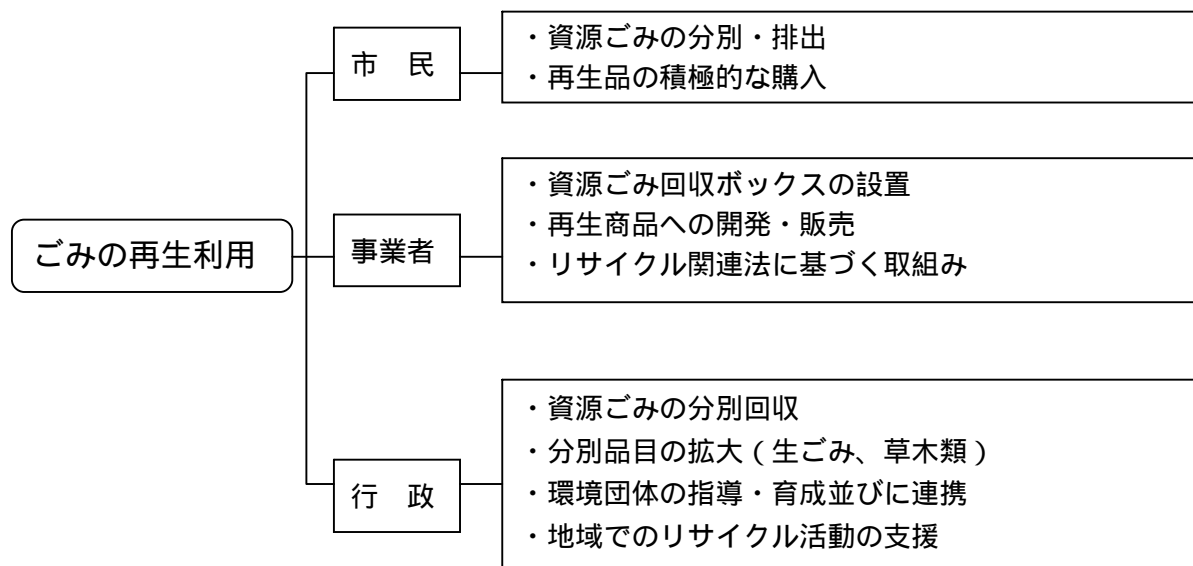 ごみの再生利用
市　民
・資源ごみの分別・排出
・再生品の積極的な購入
事業者
・資源ごみ回収ボックスの設置
・再生商品への開発・販売
・リサイクル関連法に基づく取組み
行　政
・資源ごみの分別回収
・分別品目の拡大（生ごみ、草木類）
・環境団体の指導・育成並びに連携
・地域でのリサイクル活動の支援